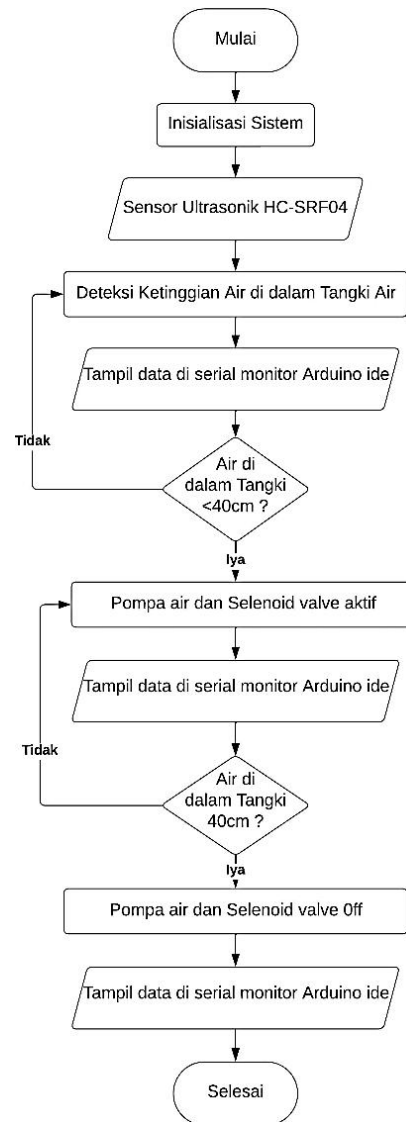 Mulai
Inisialisasi Sistem
Sensor Ultrasonik HC-SRF04
Deteksi Ketinggian Air di dalam Tangki Air
Tampil data di serial monitor Arduino ide
Tidak
Air di
dalam Tangki
<40cm ?
Iya
Pompa air dan Selenoid valve aktif
Tampil data di serial monitor Arduino ide
Tidak
Air di
dalam Tangki
40cm ?
Iya
Pompa air dan Selenoid valve 0ff
Tampil data di serial monitor Arduino ide
Selesai